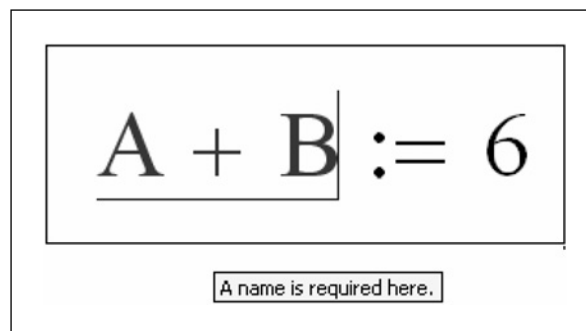 A + B := 6
A name is required here.